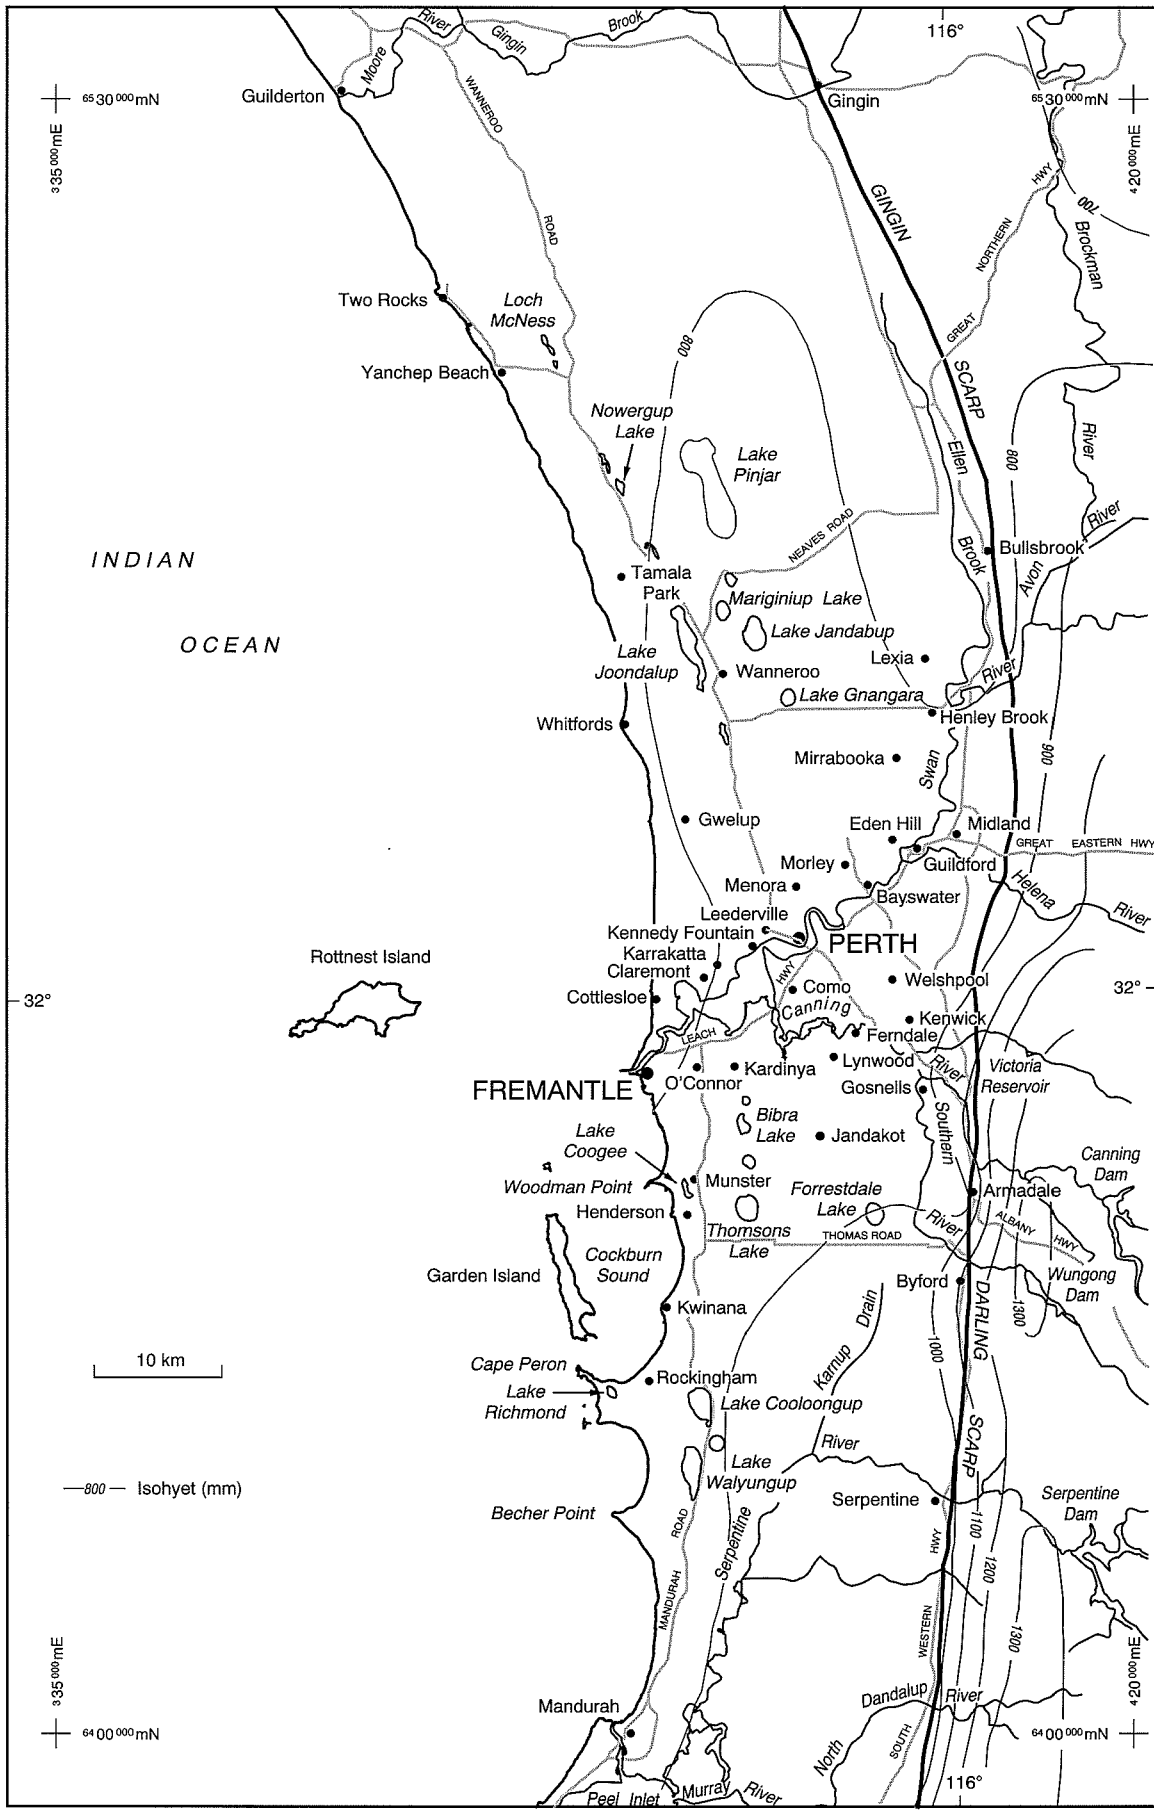 116°
River
Gingin
Brook
Moore
Guilderton
Gingin
65 30 000 mN
65 30 000 mN
3 35 000 mE
4 20 000 mE
WANNEROO
ROAD
GINGIN
SCARP
GREAT
NORTHERN
HWY
700
Brockman
River
Two Rocks
Loch
McNess
Yanchep Beach
800
Nowergup
Lake
Lake
Pinjar
Ellen
Brook
800
River
Avon
NEAVES ROAD
Bullsbrook
INDIAN
OCEAN
Tamala
Park
Mariginiup Lake
Lake Jandabup
Lake
Joondalup
Lexia
Wanneroo
River
Lake Gnangara
Whitfords
Henley Brook
Mirrabooka
Swan
900
Gwelup
Eden Hill
Midland
GREAT EASTERN HWY
Morley
Guildford
Helena
River
Menora
Bayswater
Leederville
Kennedy Fountain
PERTH
Karrakatta
Claremont
Rottnest Island
HWY
Como
Welshpool
Cottlesloe
Canning
32°
32°
Kenwick
LEACH
Ferndale
Lynwood
River
Victoria
Reservoir
O'Connor
Kardinya
Gosnells
FREMANTLE
Southern
Bibra
Lake
Jandakot
Lake
Coogee
Canning
Dam
Woodman Point
Munster
Forrestdale
Lake
Armadale
Henderson
Thomsons
Lake
River
ALBANY
HWY
THOMAS ROAD
Cockburn
Sound
Garden Island
Byford
Wungong
Dam
DARLING
1300
Kwinana
Drain
Karnup
1000
10 km
Cape Peron
Rockingham
Lake
Richmond
Lake Cooloongup
SCARP
River
Lake
Walyungup
800 Isohyet (mm)
Becher Point
Serpentine
Serpentine
Dam
ROAD
MANDURAH
Serpentine
HWY
1100
1200
1300
WESTERN
SOUTH
3 35 000 mE
4 20 000 mE
Mandurah
Dandalup River
North
64 00 000 mN
64 00 000 mN
116°
Peel Inlet
Murray River